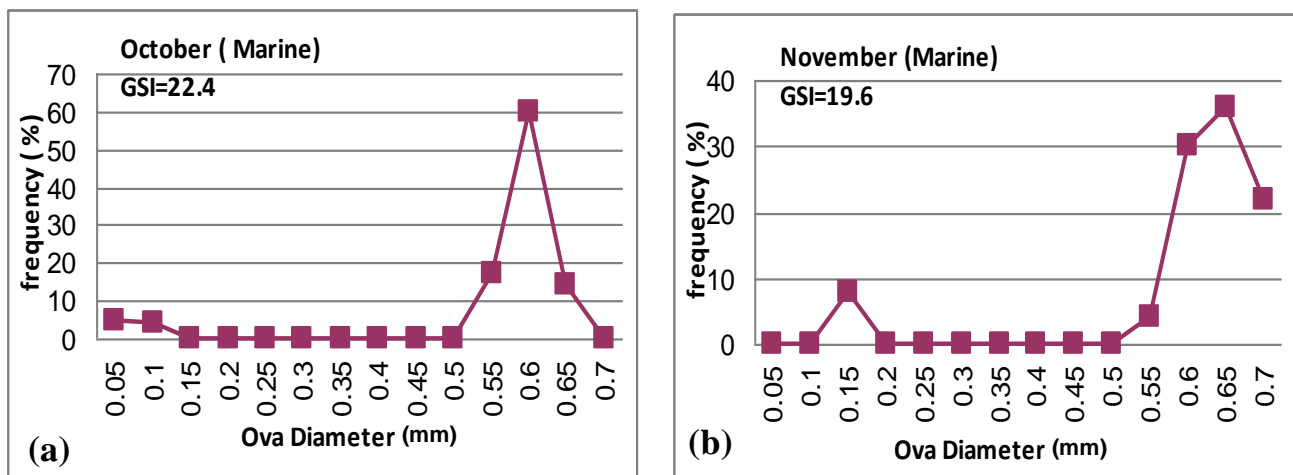 October ( Marine)
GSI=22.4
frequency ( %)
70
60
50
40
30
20
10
0
0.05 0.1 0.15 0.2 0.25 0.3 0.35 0.4 0.45 0.5 0.55 0.6 0.65 0.7
Ova Diameter (mm)
(a)
November (Marine)
GSI=19.6
frequency ( %)
40
30
20
10
0
0.05 0.1 0.15 0.2 0.25 0.3 0.35 0.4 0.45 0.5 0.55 0.6 0.65 0.7
Ova Diameter (mm)
(b)